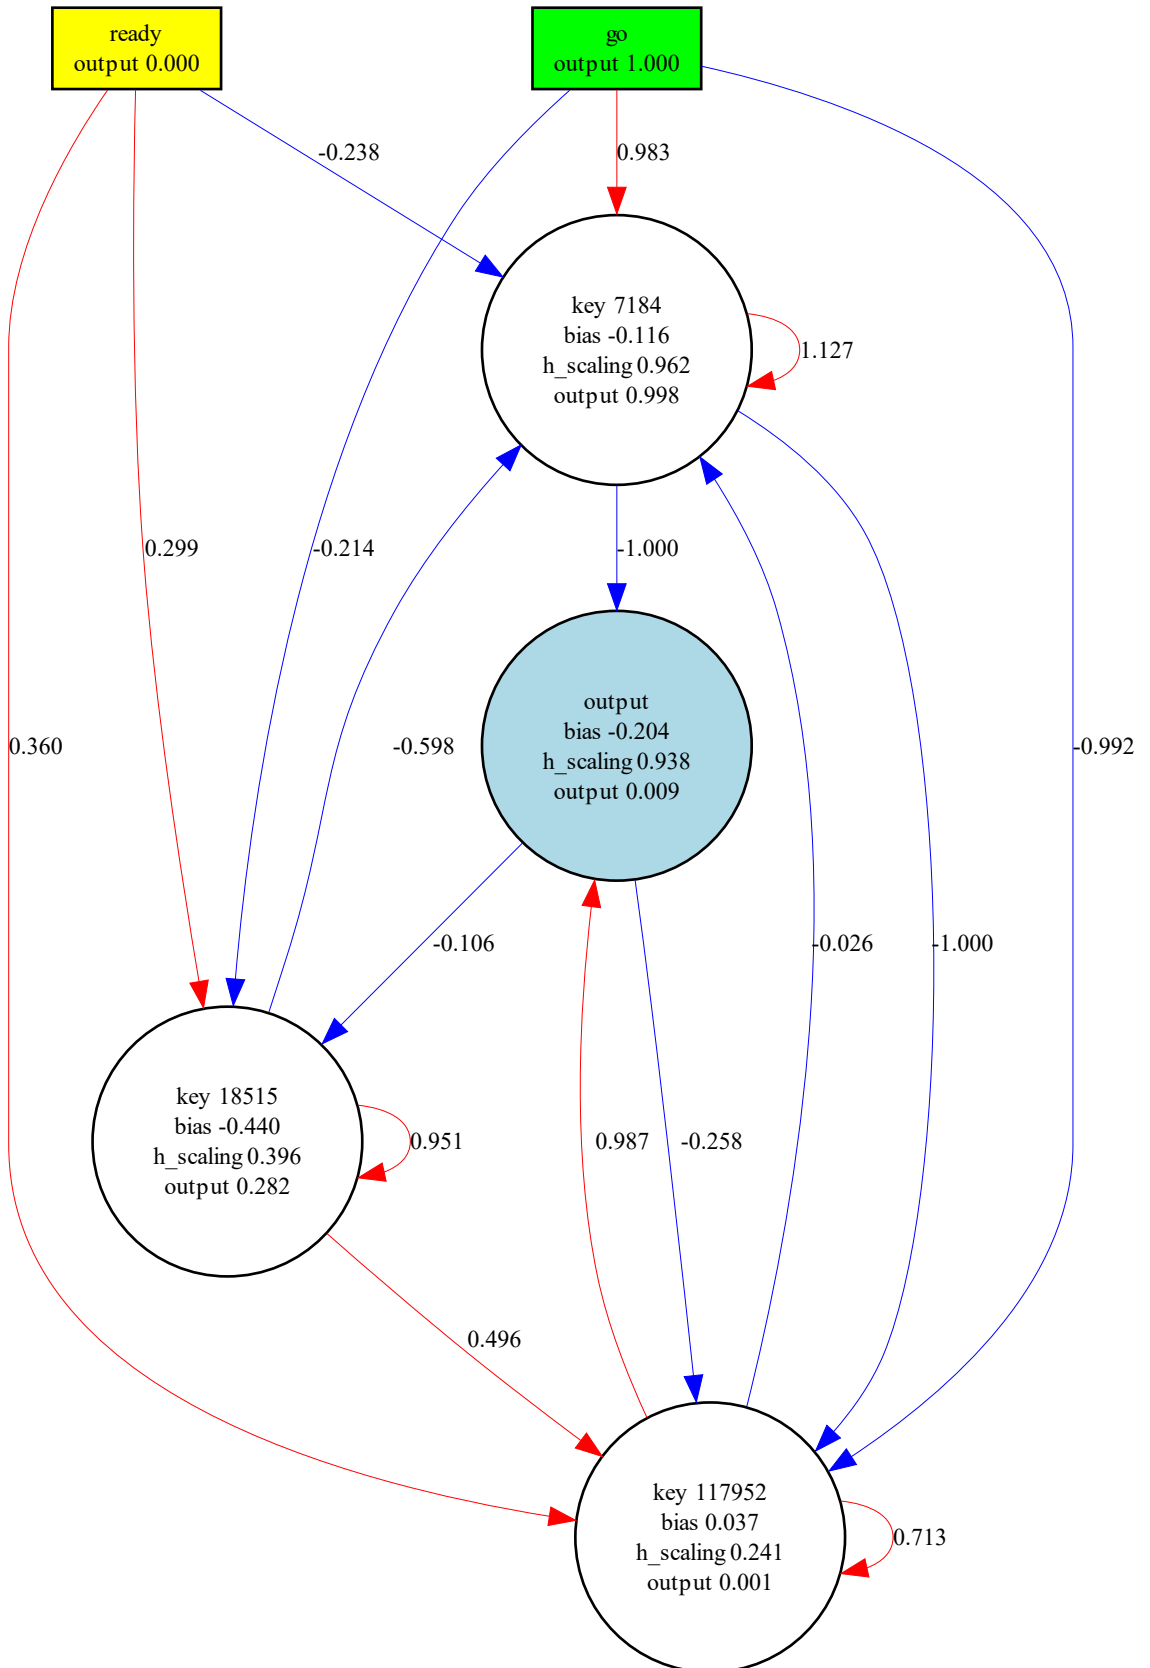 ready
output 0.000
go
output 1.000
-0.238
0.983
key 7184
bias -0.116
h_scaling 0.962
output 0.998
1.127
0.299
-0.214
-1.000
output
bias -0.204
h_scaling 0.938
output 0.009
0.360
-0.598
-0.992
-0.106
-0.026
-1.000
key 18515
bias -0.440
h_scaling 0.396
output 0.282
0.951
0.987
-0.258
0.496
key 117952
bias 0.037
h_scaling 0.241
output 0.001
0.713